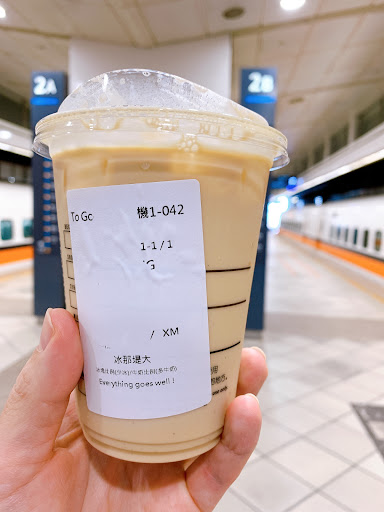 2A
2B
To Go
機1-042
1-1 / 1
/ XM
冰那堤大
Everything goes well !